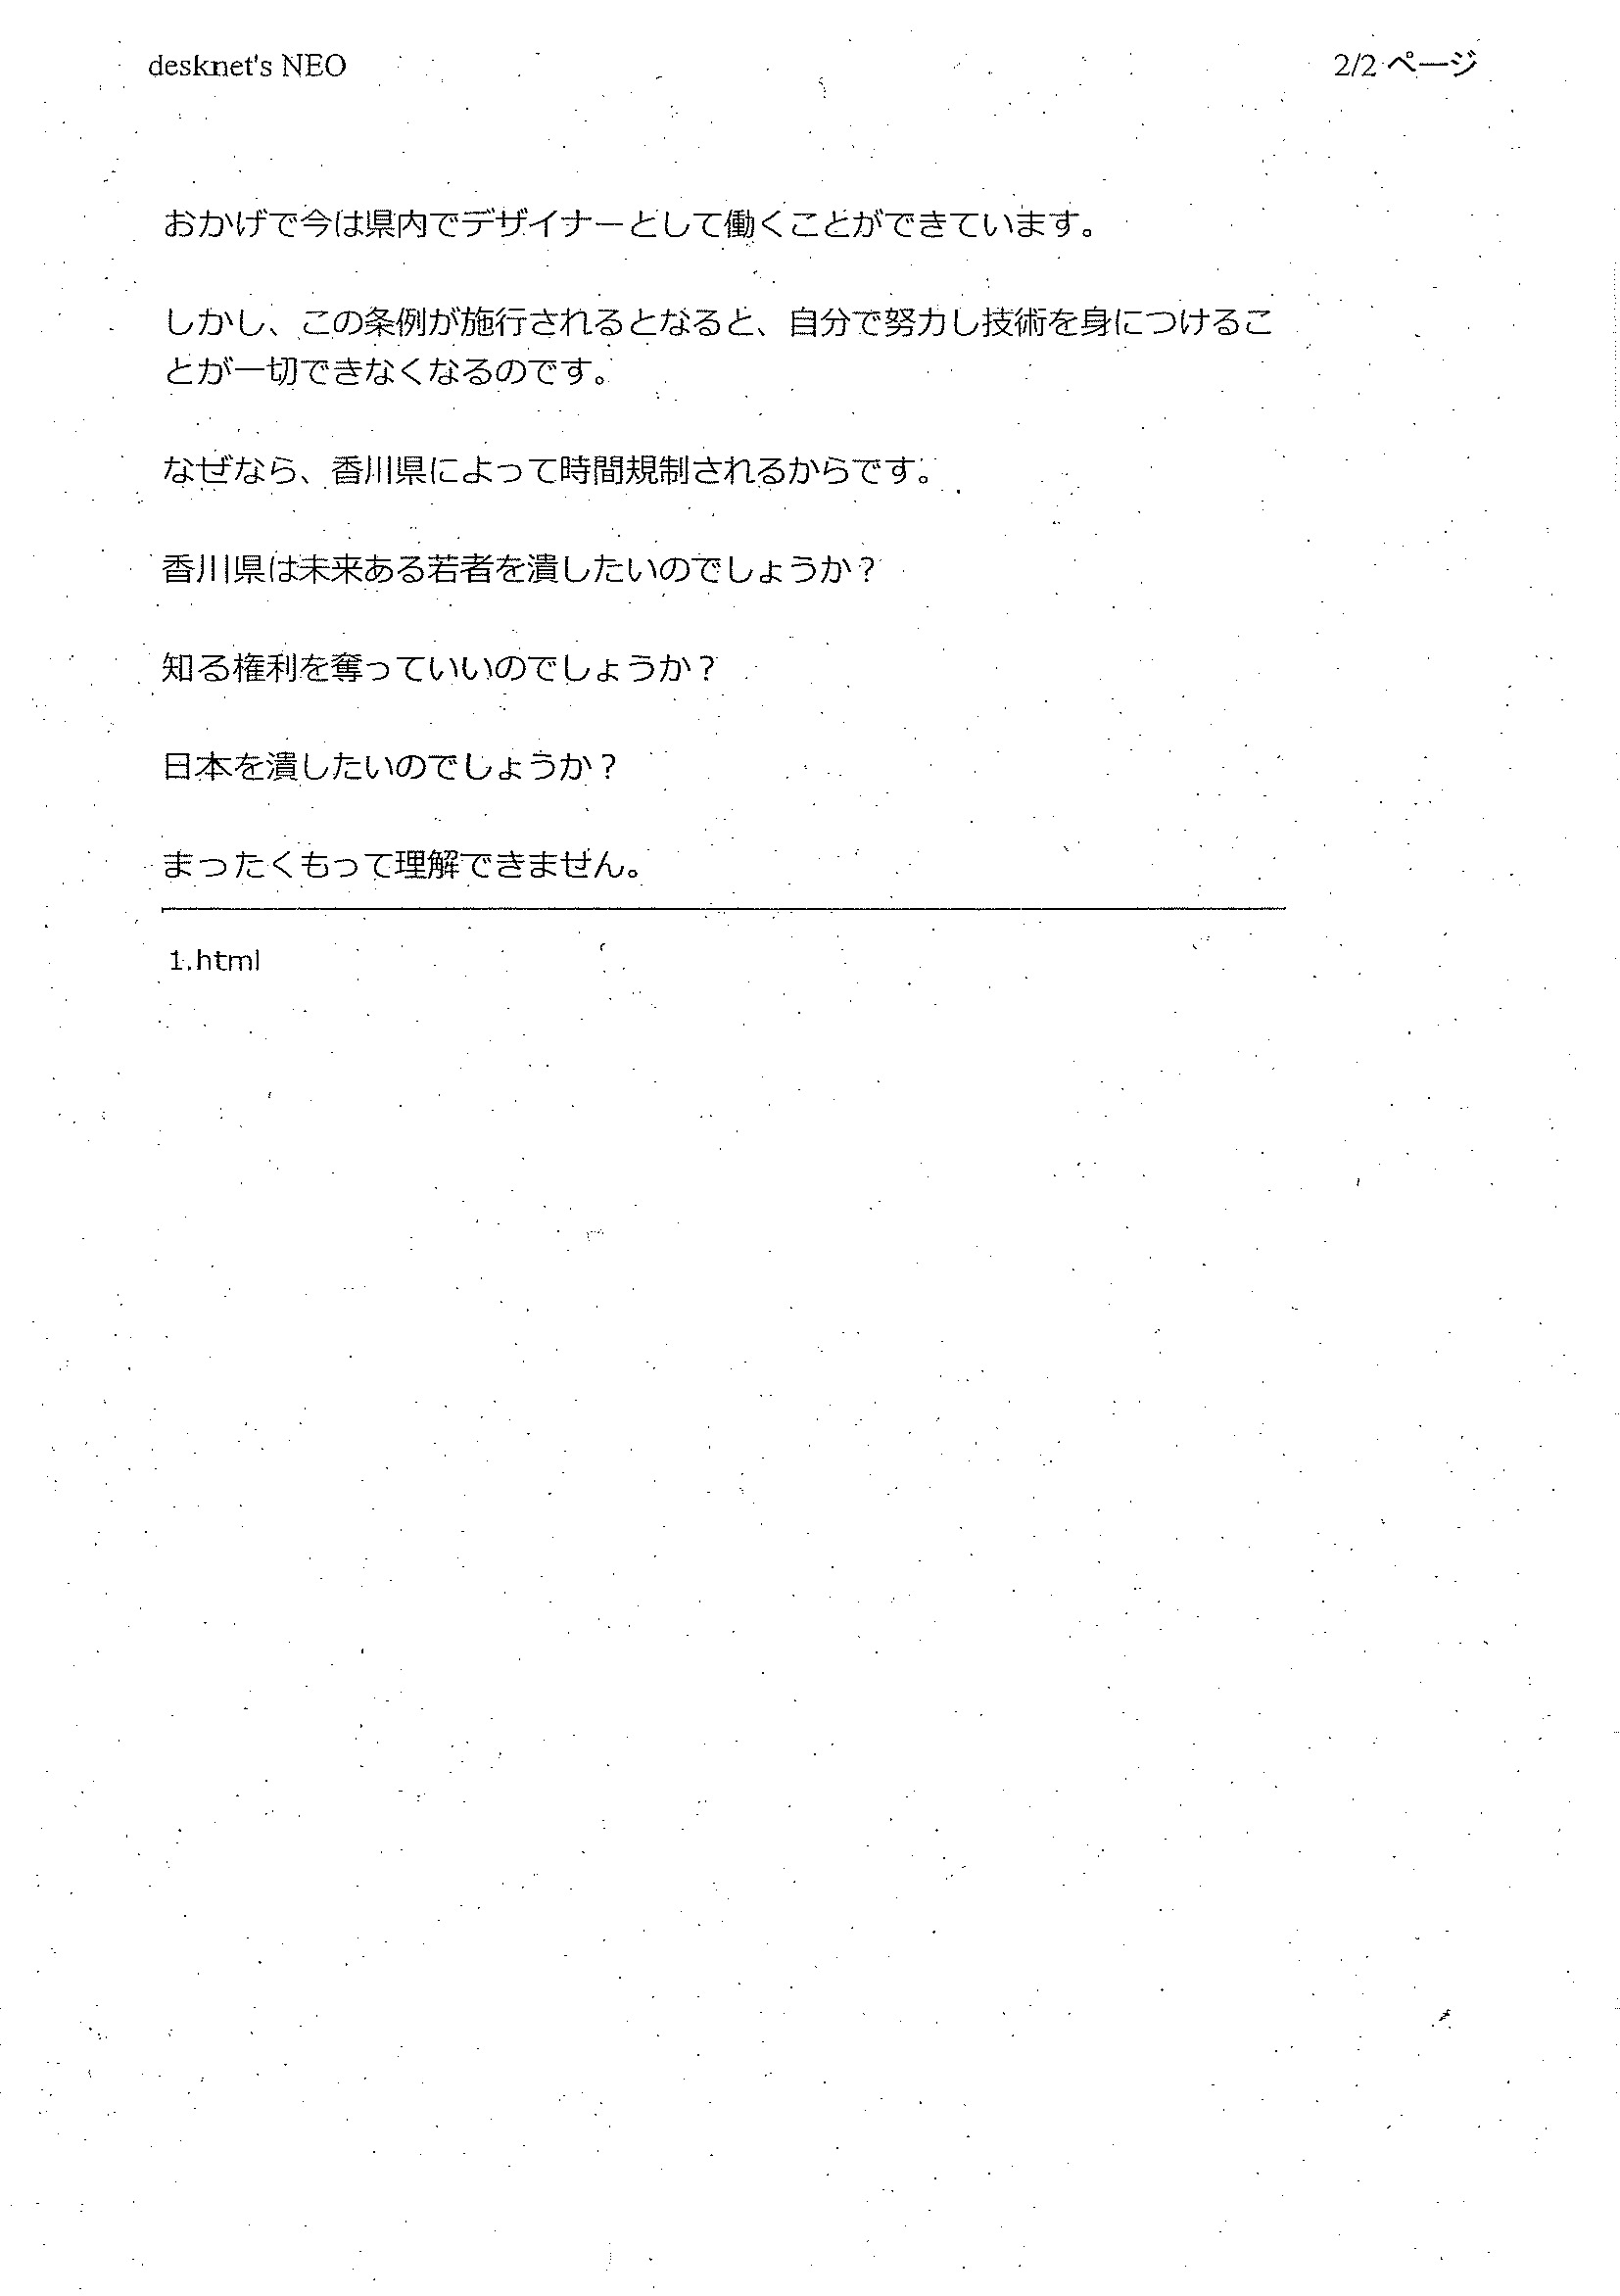 desknet's NEO
2/2 ページ
おかげで今は県内でデザイナーとして働くことができています。
しかし、この条例が施行されるとなると、自分で努力し技術を身につけるこ
とが一切できなくなるのです。
なぜなら、香川県によって時間規制されるからです。
香川県は未来ある若者を潰したいのでしょうか？
知る権利を奪っていいのでしょうか？
日本を潰したいのでしょうか？
まったくもって理解できません。
1.html